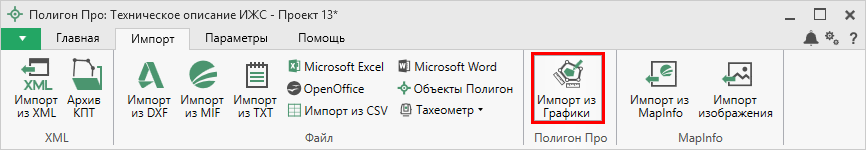 Полигон Про: Техническое описание ИЖС - Проект 13*
Главная Импорт Параметры Помощь ?
XML
Импорт
из XML
Архив
КПТ
XML
Импорт
из DXF
Импорт
из MIF
Импорт
из TXT
Microsoft Excel
OpenOffice
Импорт из CSV
Microsoft Word
Объекты Полигон
Тахеометр
Файл
Импорт из
Графики
Полигон Про
Импорт из
MapInfo
Импорт
изображения
MapInfo